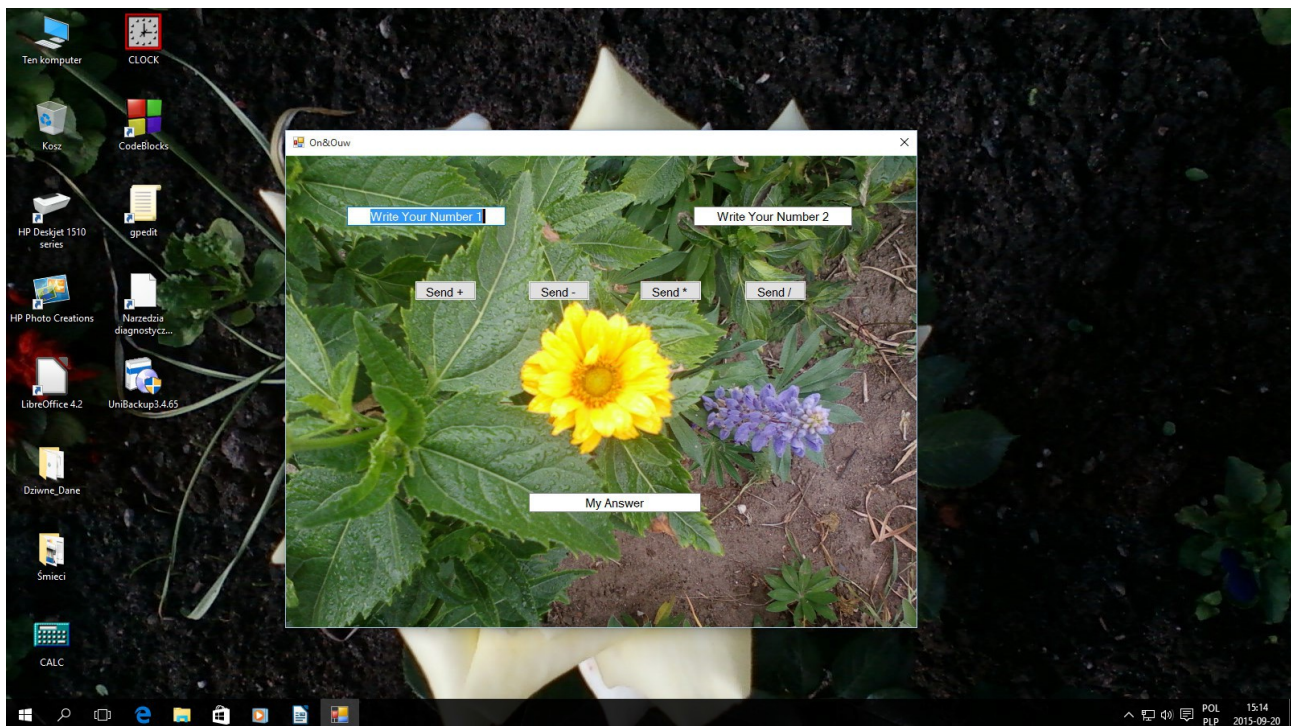 Ten komputer
CLOCK
Kosz
CodeBlocks
HP Deskjet 1510
series
gpedit
HP Photo Creations
Narzedzia
diagnostycz...
LibreOffice 4.2
UniBackup3.4.65
Dziwne_Dane
Śmieci
CALC
On&Ouw
Write Your Number 1
Write Your Number 2
Send +
Send -
Send *
Send /
My Answer
POL
PLP
15:14
2015-09-20